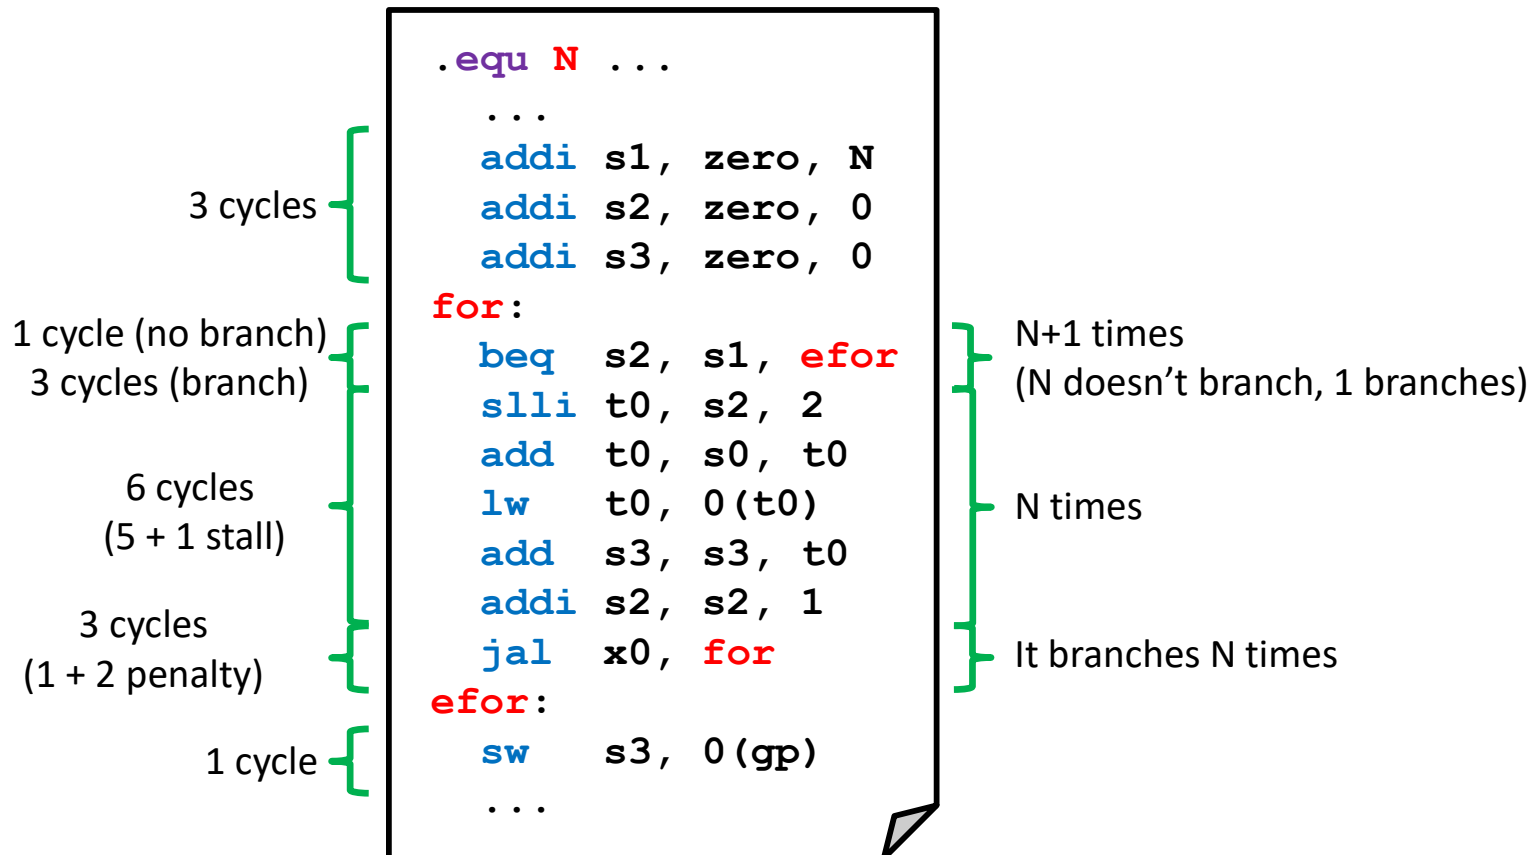 .equ N ...
...
addi s1, zero, N
addi s2, zero, 0
addi s3, zero, 0
3 cycles
for:
1 cycle (no branch)
3 cycles (branch)
beq s2, s1, efor
N+1 times
(N doesn’t branch, 1 branches)
slli t0, s2, 2
add t0, s0, t0
lw t0, 0(t0)
add s3, s3, t0
addi s2, s2, 1
6 cycles
(5 + 1 stall)
N times
3 cycles
(1 + 2 penalty)
jal x0, for
It branches N times
efor:
1 cycle
sw s3, 0(gp)
...